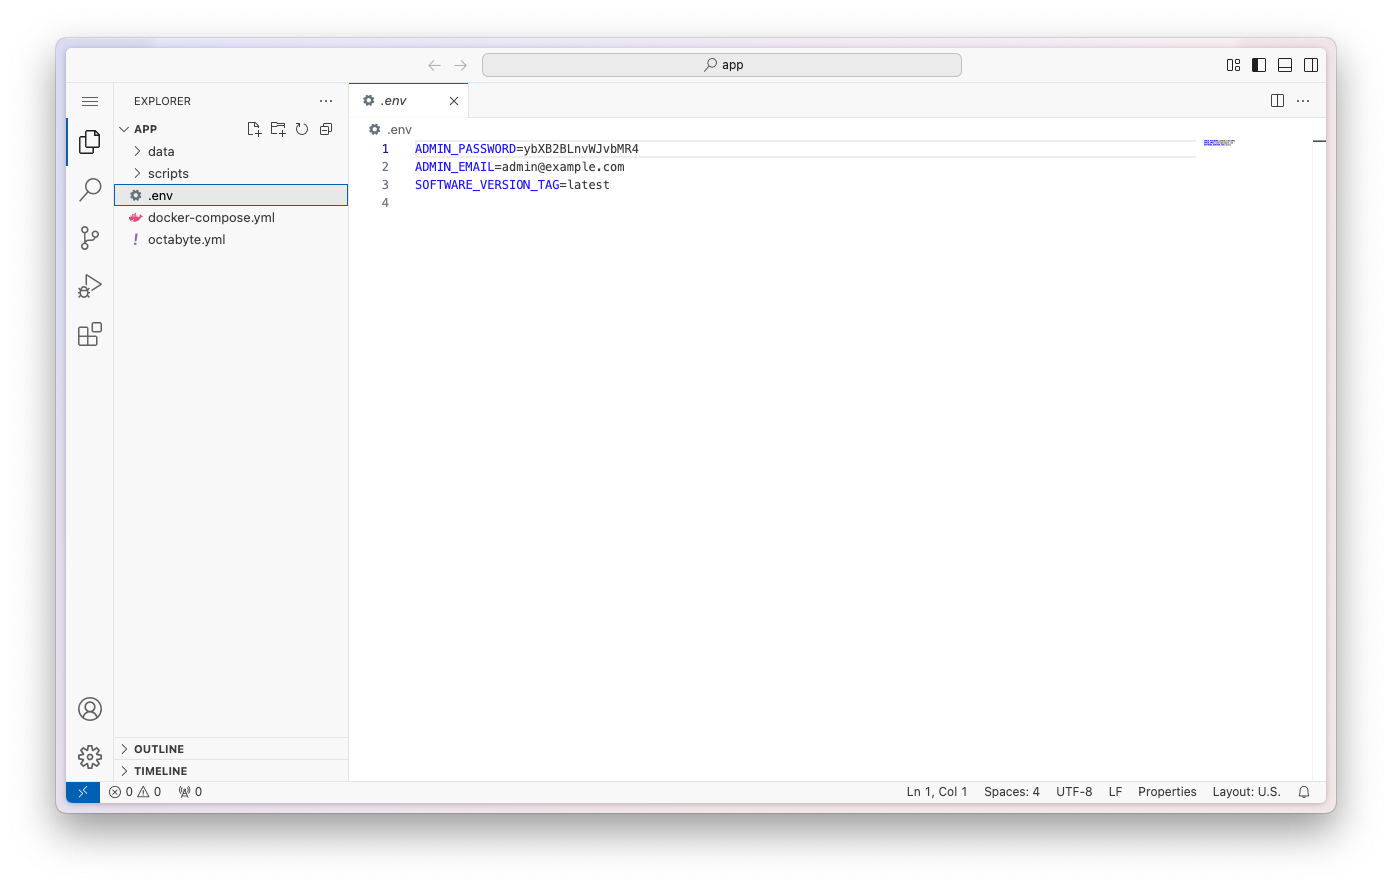 app
EXPLORER
.env
APP
data
scripts
.env
docker-compose.yml
octabyte.yml
OUTLINE
TIMELINE
.env
1 ADMIN_PASSWORD=ybXB2BLnvWJvbMR4
2 ADMIN_EMAIL=admin@example.com
3 SOFTWARE_VERSION_TAG=latest
4
0 0 0 Ln 1, Col 1 Spaces: 4 UTF-8 LF Properties Layout: U.S.